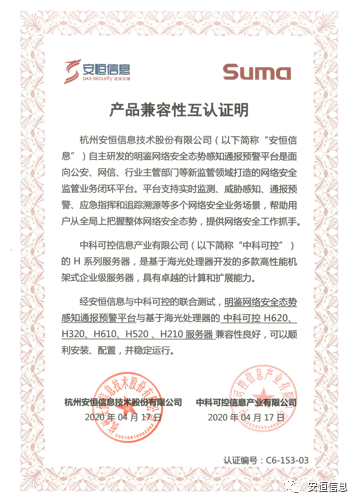 安恒信息
DAS-security
Suma
产品兼容性互认证明
杭州安恒信息技术股份有限公司（以下简称“安恒信
息”）自主研发的明鉴网络安全态势感知通报预警平台是面
向公安、网信、行业主管部门等新监管领域打造的网络安全
监管业务闭环平台。平台支持实时监测、威胁感知、通报预
警、应急指挥和追踪溯源等多个网络安全业务场景，帮助用
户从全局上把握整体网络安全态势，提供网络安全工作抓手。
中科可控信息产业有限公司（以下简称“中科可控”）
的 H 系列服务器，是基于海光处理器开发的多款高性能机
架式企业级服务器，具有卓越的计算和扩展能力。
经安恒信息与中科可控的联合测试，明鉴网络安全态势
感知通报预警平台与基于海光处理器的 中科可控 H620、
H320、H610、H520 、H210 服务器 兼容性良好，可以顺
利安装、配置，并稳定运行。
杭州安恒信息技术股份有限公司
中科可控信息产业有限公司
2020 年 04 月 17 日
2020 年 04 月 17 日
认证编号：C6-153-03
安恒信息